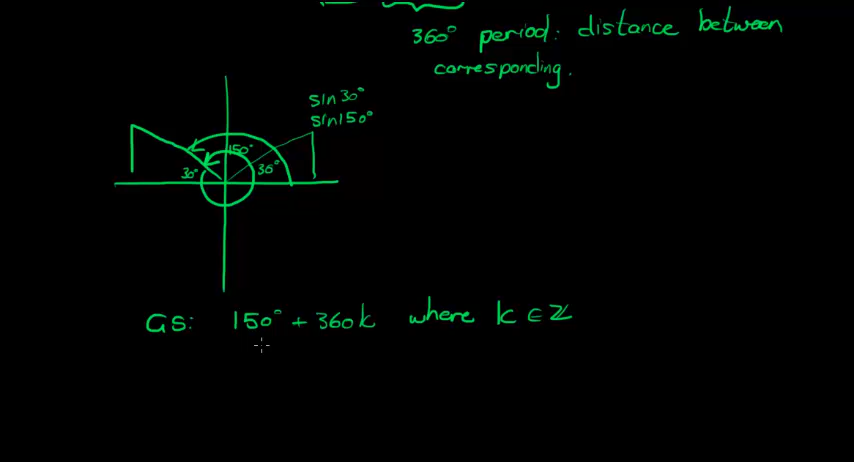 360° period: distance between
corresponding.
sin 30°
sin 150°
150°
30°
30°
GS: 150° + 360k where k ∈ ℤ